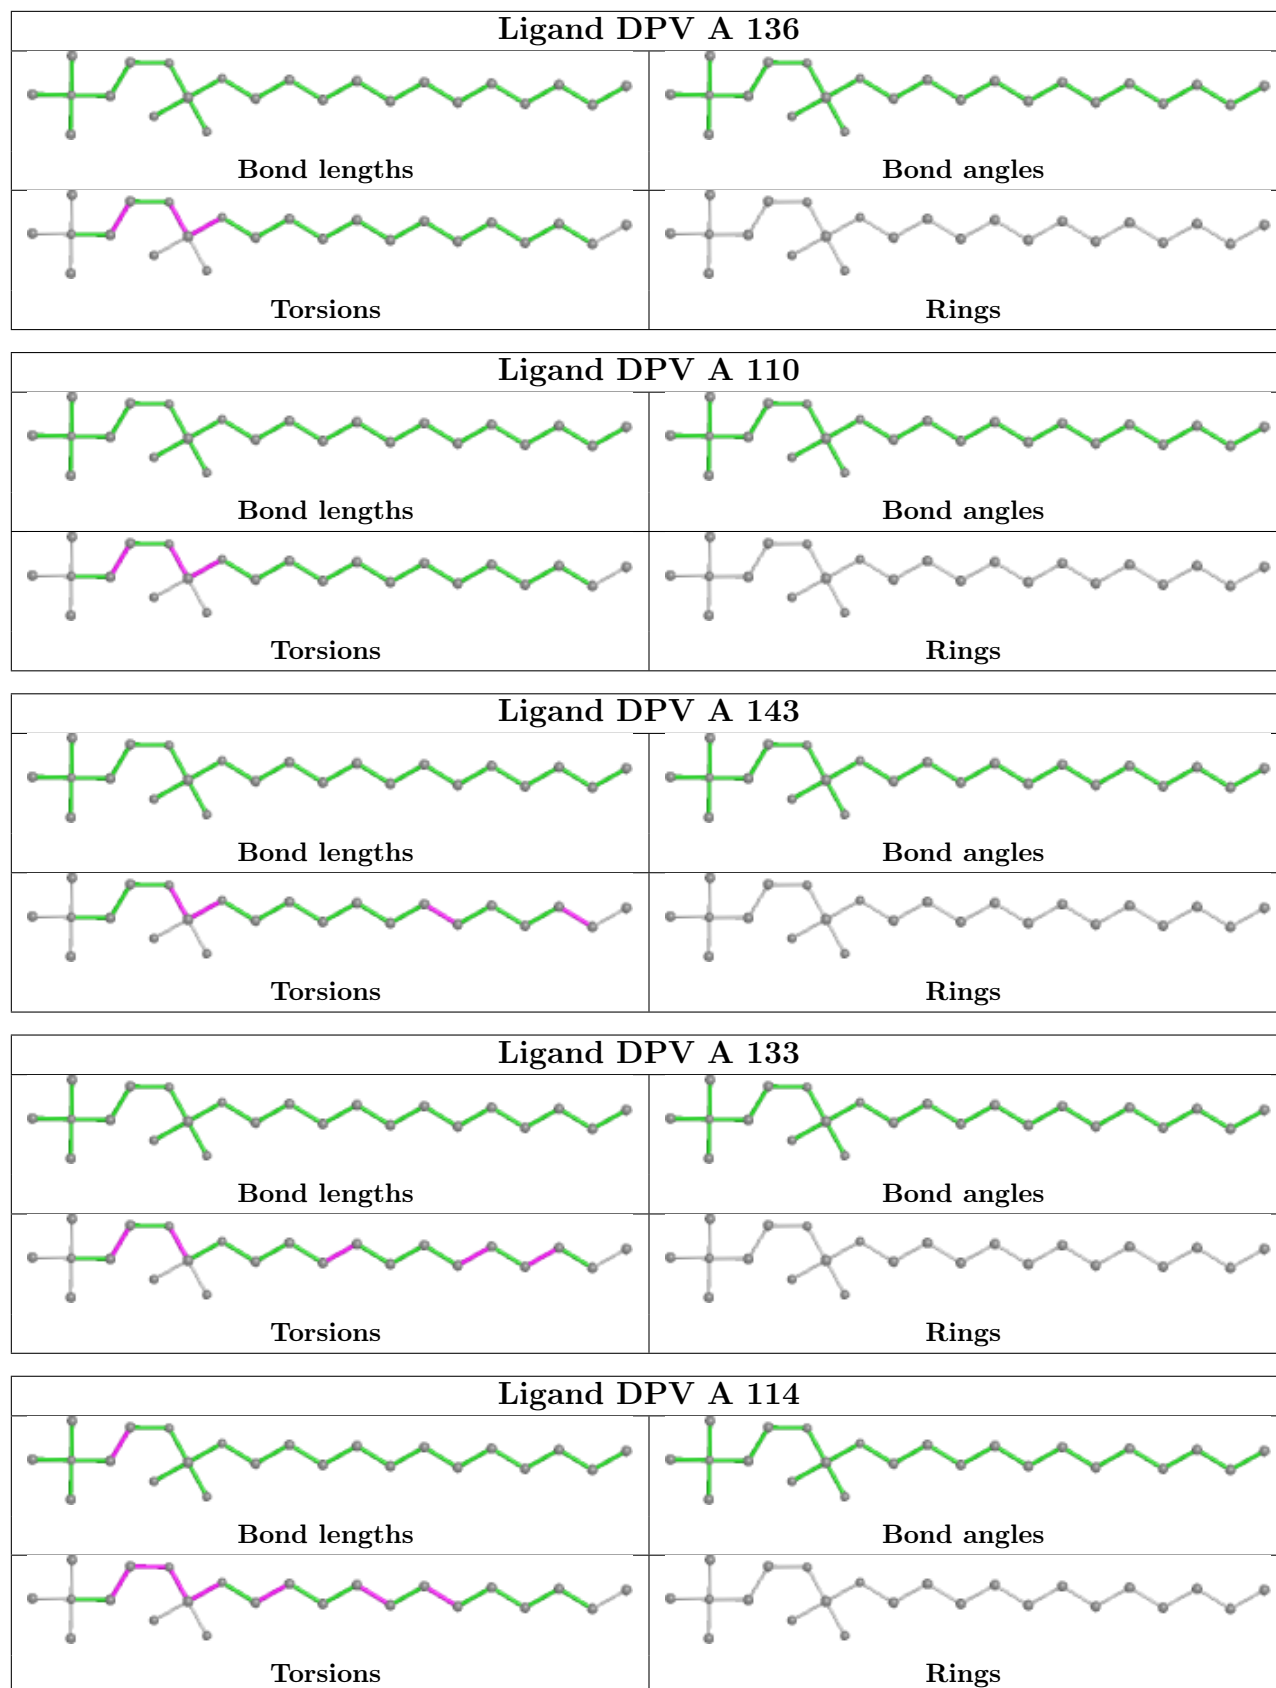 Ligand DPV A 136
Bond lengths
Bond angles
Torsions
Rings
Ligand DPV A 110
Bond lengths
Bond angles
Torsions
Rings
Ligand DPV A 143
Bond lengths
Bond angles
Torsions
Rings
Ligand DPV A 133
Bond lengths
Bond angles
Torsions
Rings
Ligand DPV A 114
Bond lengths
Bond angles
Torsions
Rings